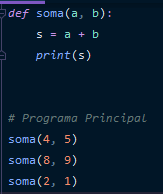 def soma(a, b):
    s = a + b
    print(s)
# Programa Principal
soma(4, 5)
soma(8, 9)
soma(2, 1)